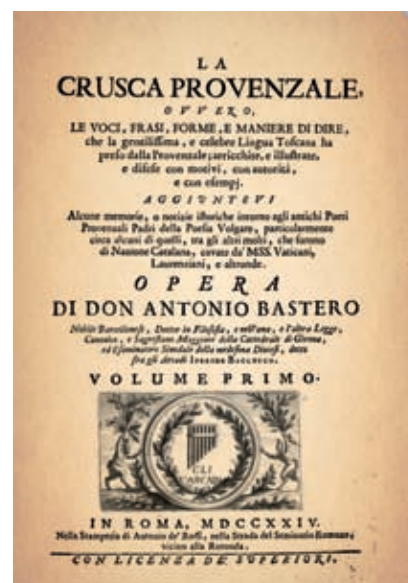 LA
CRUSCA PROVENZALE,
OVVERO,
LE VOCI, FRASI, FORME, E MANIERE DI DIRE,
che la gentilissima, e celebre Lingua Toscana ha
preso dalla Provenzale; arricchite, e illustrate,
e difese con motivi, con autorità,
e con esempj.
AGGIUNTEVI
Alcune memorie, o notizie istoriche intorno agli antichi Poeti
Provenzali Padri della Poesia Volgare, particolarmente
circa alcuni di quelli, tra gli altri molti, che furono
di Nazione Catalana, cavate da' MSS. Vaticani,
Laurenziani, e altronde.
OPERA
DI DON ANTONIO BASTERO
Nobile Barcellonese, Dottor in Filosofia, e nell'una, e l'altra Legge,
Canonico, e Sagrestano Maggiore della Cattedrale di Girona,
ed Esaminatore Sinodale della medesima Diocesi, detto
fra gli Arcadi
VOLUME PRIMO.
GLI
ARCADI
IN ROMA, MDCCXXIV.
Nella Stamperia di Antonio de' Rossi, nella Strada del Seminario Romano,
vicino alla Rotonda.
CON LICENZA DE' SUPERIORI.